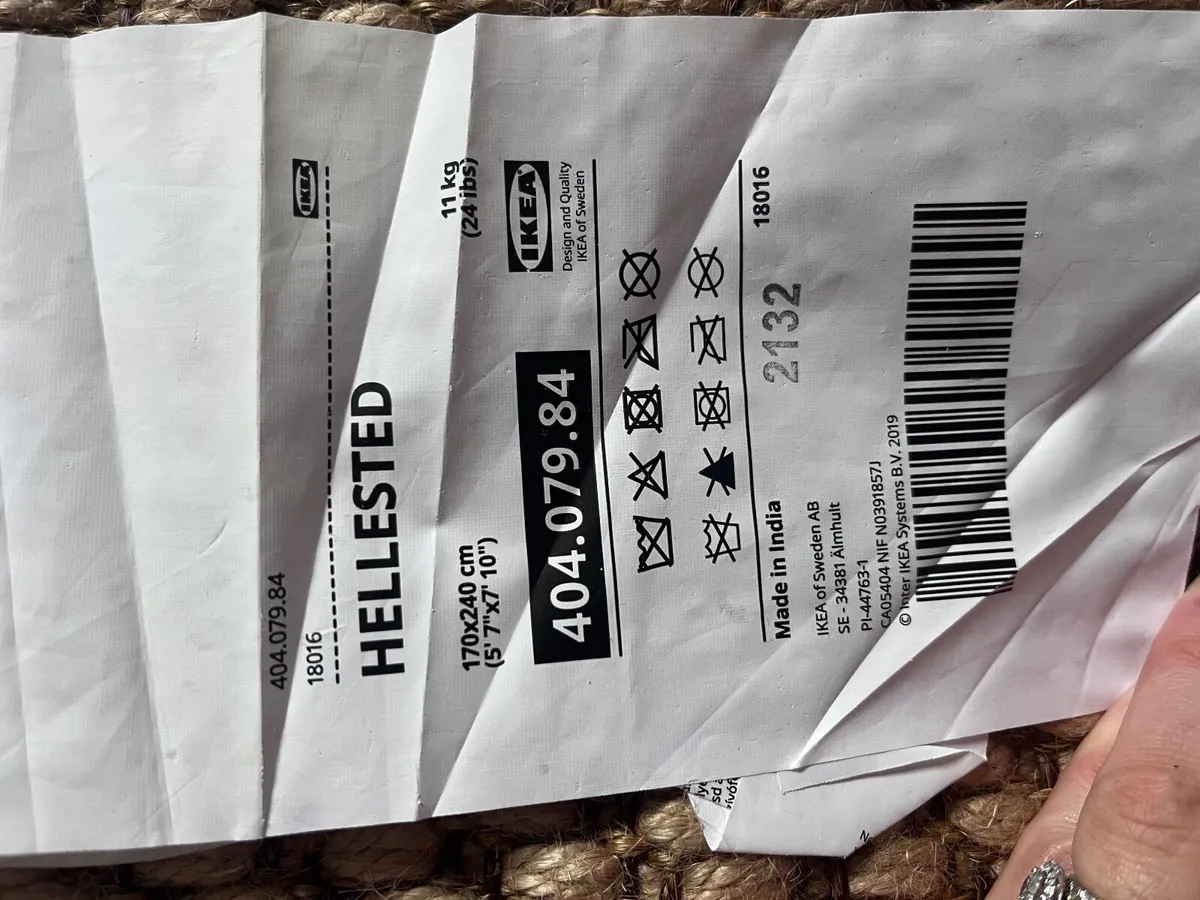 404.079.84
18016
IKEA
HELLESTED
170x240 cm
(5' 7"x7' 10")
11 kg
(24 lbs)
404.079.84
IKEA
Design and Quality
IKEA of Sweden
Made in India
2132
18016
IKEA of Sweden AB
SE - 34381 Älmhult
PI-44763-1
CA05404 NIF N0391857J
© Inter IKEA Systems B.V. 2019